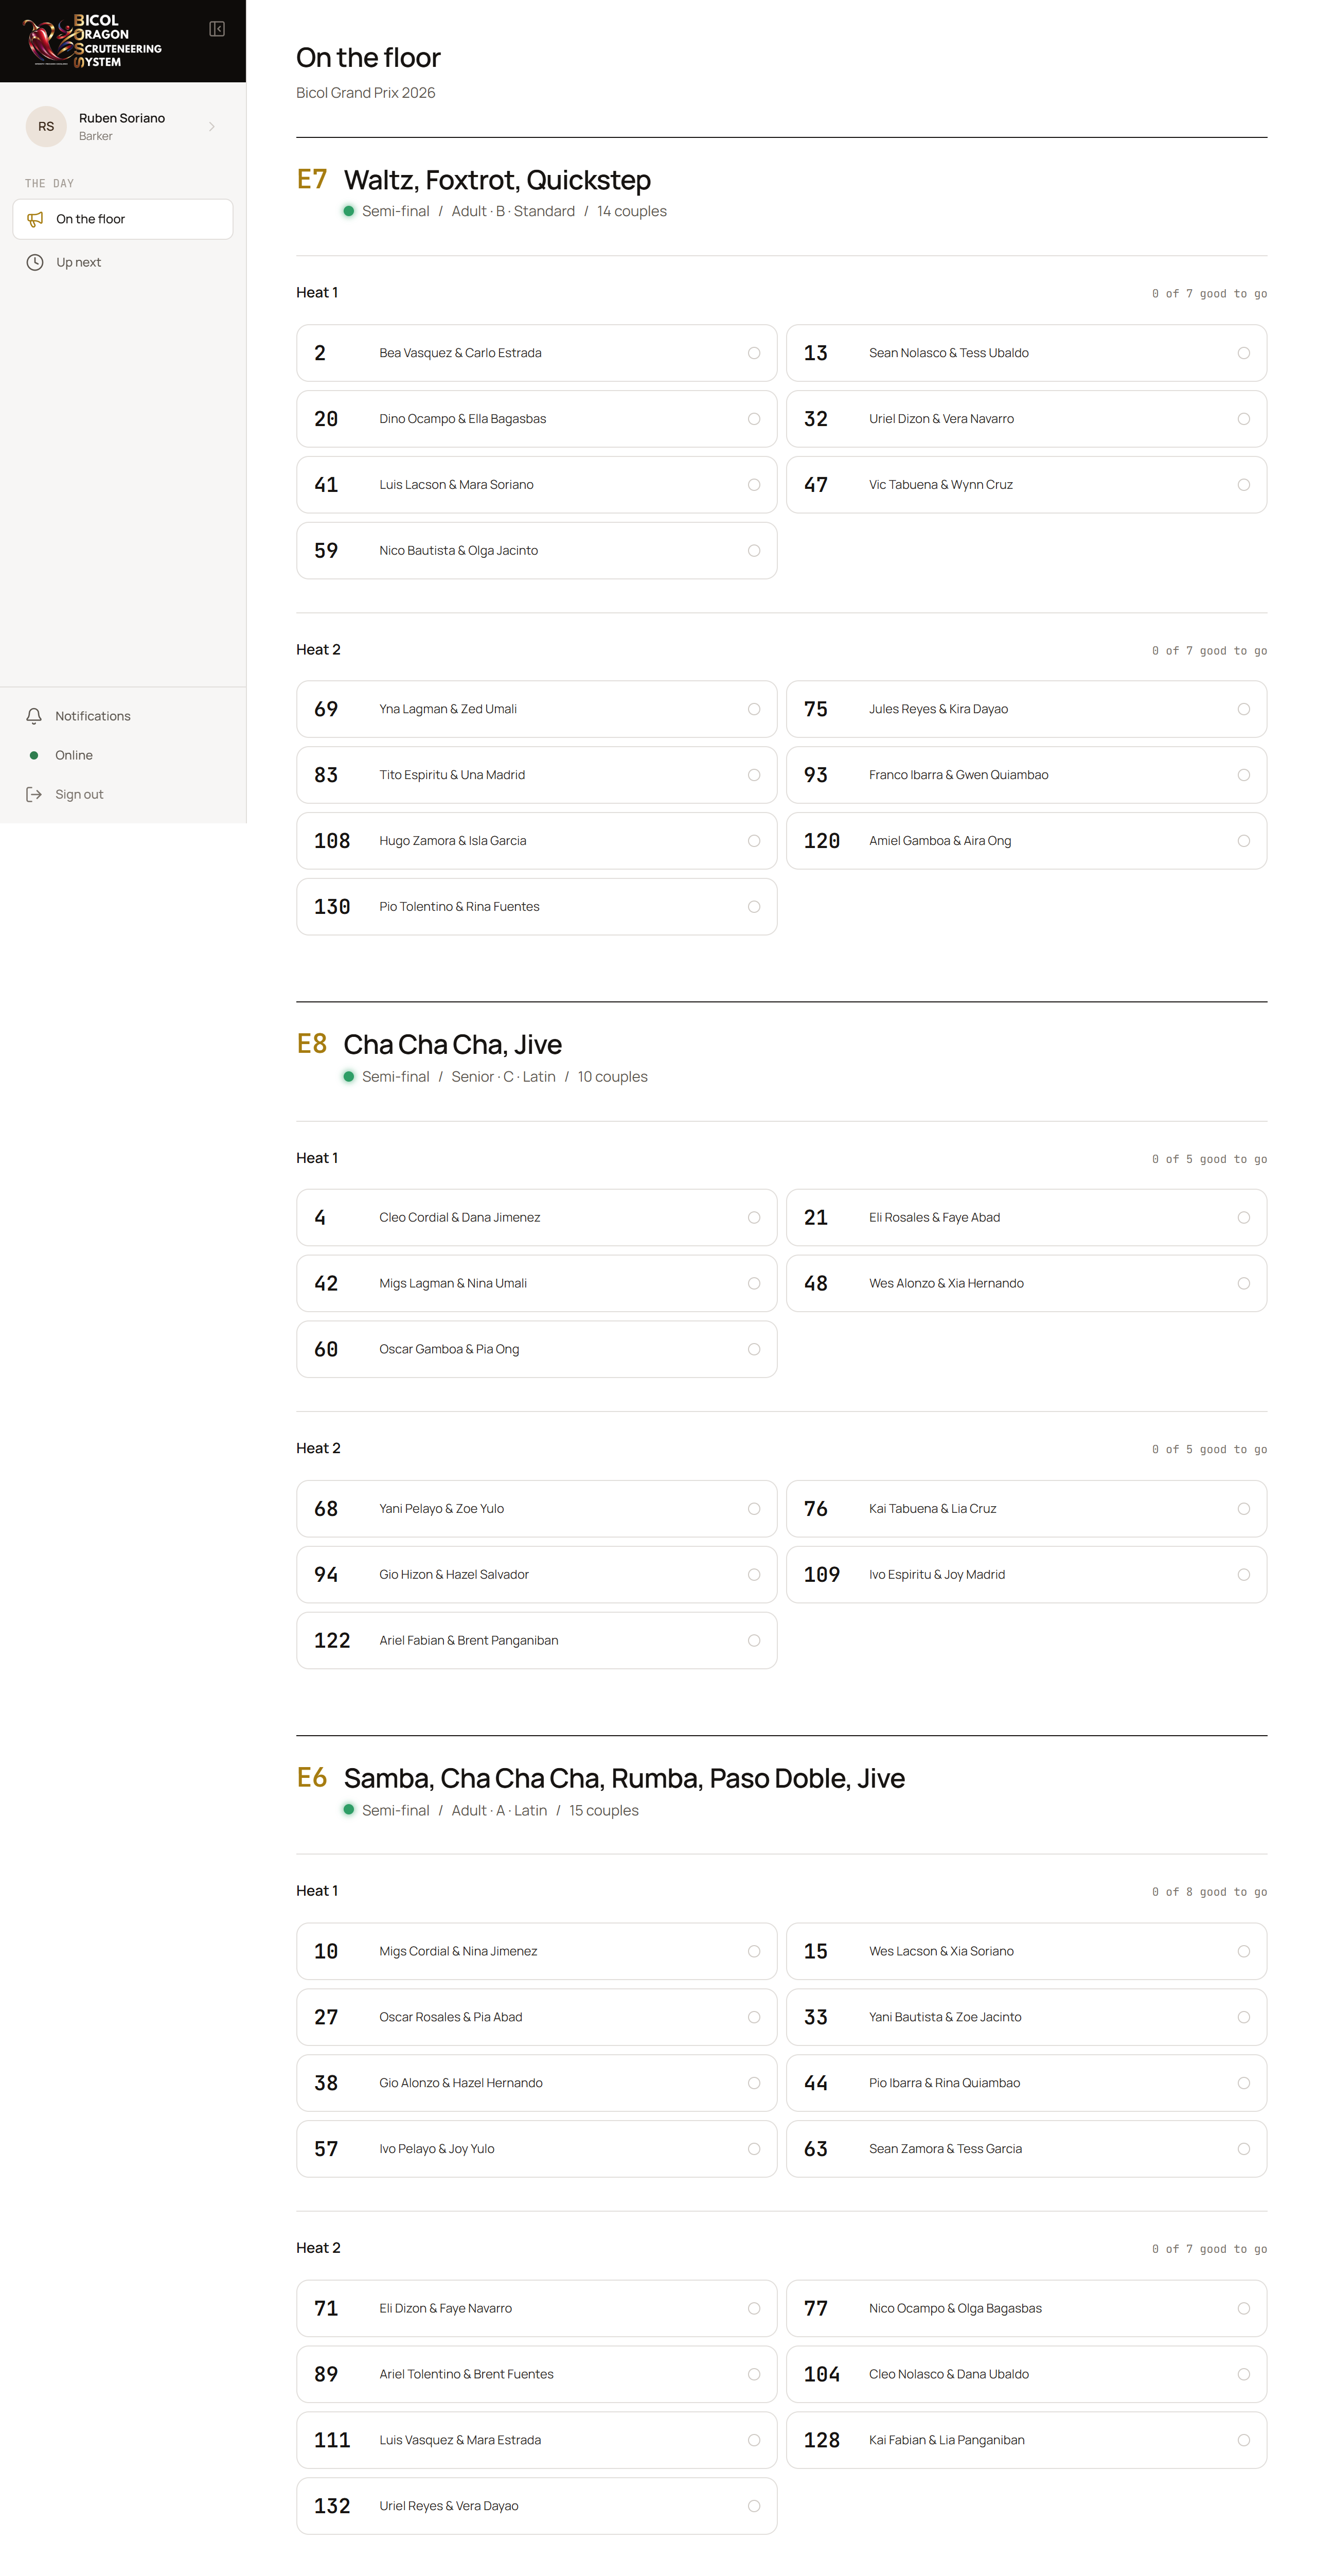 BICOL
DRAGON
SCRUTENEERING
SYSTEM
RS
Ruben Soriano
Barker
THE DAY
On the floor
Up next
Notifications
Online
Sign out
On the floor
Bicol Grand Prix 2026
E7 Waltz, Foxtrot, Quickstep
Semi-final / Adult · B · Standard / 14 couples
Heat 1 0 of 7 good to go
2 Bea Vasquez & Carlo Estrada
13 Sean Nolasco & Tess Ubaldo
20 Dino Ocampo & Ella Bagasbas
32 Uriel Dizon & Vera Navarro
41 Luis Lacson & Mara Soriano
47 Vic Tabuena & Wynn Cruz
59 Nico Bautista & Olga Jacinto
Heat 2 0 of 7 good to go
69 Yna Lagman & Zed Umali
75 Jules Reyes & Kira Dayao
83 Tito Espiritu & Una Madrid
93 Franco Ibarra & Gwen Quiambao
108 Hugo Zamora & Isla Garcia
120 Amiel Gamboa & Aira Ong
130 Pio Tolentino & Rina Fuentes
E8 Cha Cha Cha, Jive
Semi-final / Senior · C · Latin / 10 couples
Heat 1 0 of 5 good to go
4 Cleo Cordial & Dana Jimenez
21 Eli Rosales & Faye Abad
42 Migs Lagman & Nina Umali
48 Wes Alonzo & Xia Hernando
60 Oscar Gamboa & Pia Ong
Heat 2 0 of 5 good to go
68 Yani Pelayo & Zoe Yulo
76 Kai Tabuena & Lia Cruz
94 Gio Hizon & Hazel Salvador
109 Ivo Espiritu & Joy Madrid
122 Ariel Fabian & Brent Panganiban
E6 Samba, Cha Cha Cha, Rumba, Paso Doble, Jive
Semi-final / Adult · A · Latin / 15 couples
Heat 1 0 of 8 good to go
10 Migs Cordial & Nina Jimenez
15 Wes Lacson & Xia Soriano
27 Oscar Rosales & Pia Abad
33 Yani Bautista & Zoe Jacinto
38 Gio Alonzo & Hazel Hernando
44 Pio Ibarra & Rina Quiambao
57 Ivo Pelayo & Joy Yulo
63 Sean Zamora & Tess Garcia
Heat 2 0 of 7 good to go
71 Eli Dizon & Faye Navarro
77 Nico Ocampo & Olga Bagasbas
89 Ariel Tolentino & Brent Fuentes
104 Cleo Nolasco & Dana Ubaldo
111 Luis Vasquez & Mara Estrada
128 Kai Fabian & Lia Panganiban
132 Uriel Reyes & Vera Dayao